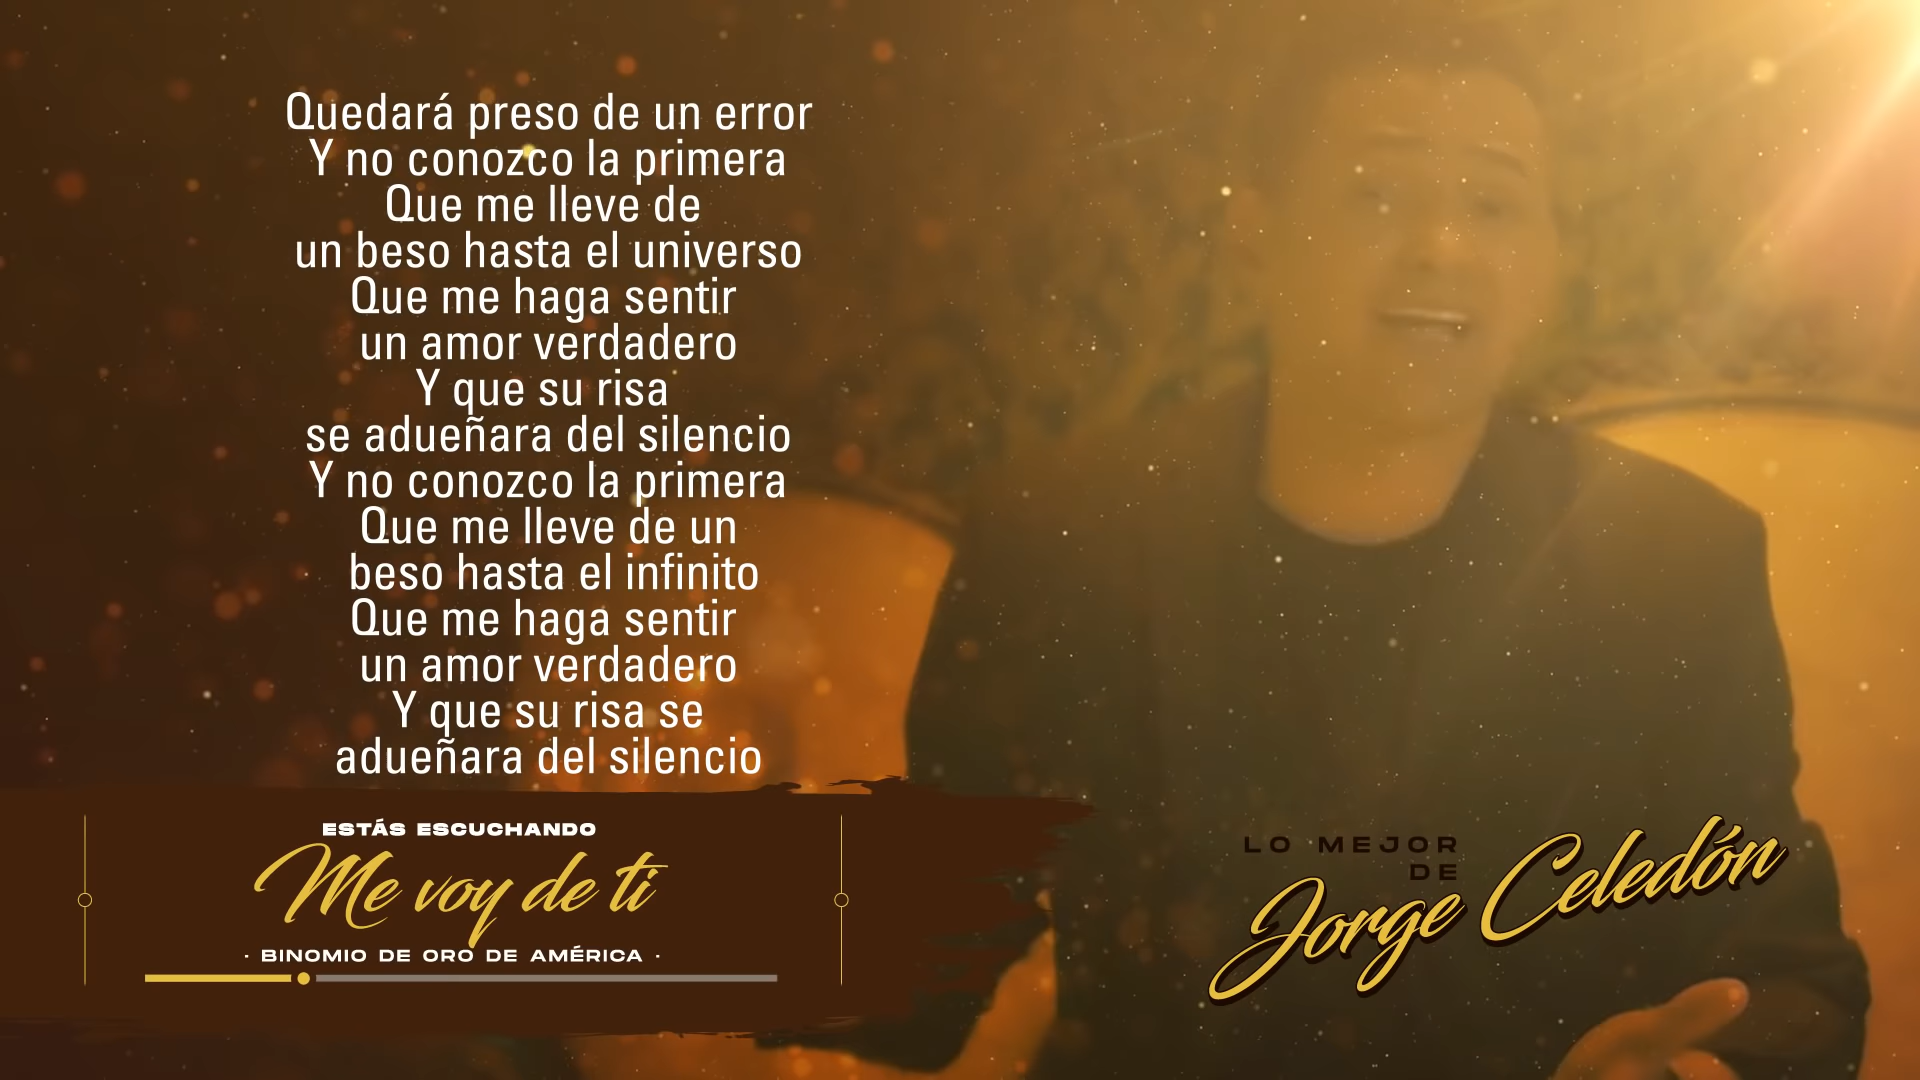 Quedará preso de un error
Y no conozco la primera
Que me lleve de
un beso hasta el universo
Que me haga sentir
un amor verdadero
Y que su risa
se adueñara del silencio
Y no conozco la primera
Que me lleve de un
beso hasta el infinito
Que me haga sentir
un amor verdadero
Y que su risa se
adueñara del silencio
ESTÁS ESCUCHANDO
Me voy de ti
· BINOMIO DE ORO DE AMÉRICA ·
LO MEJOR
DE
Jorge Celedón